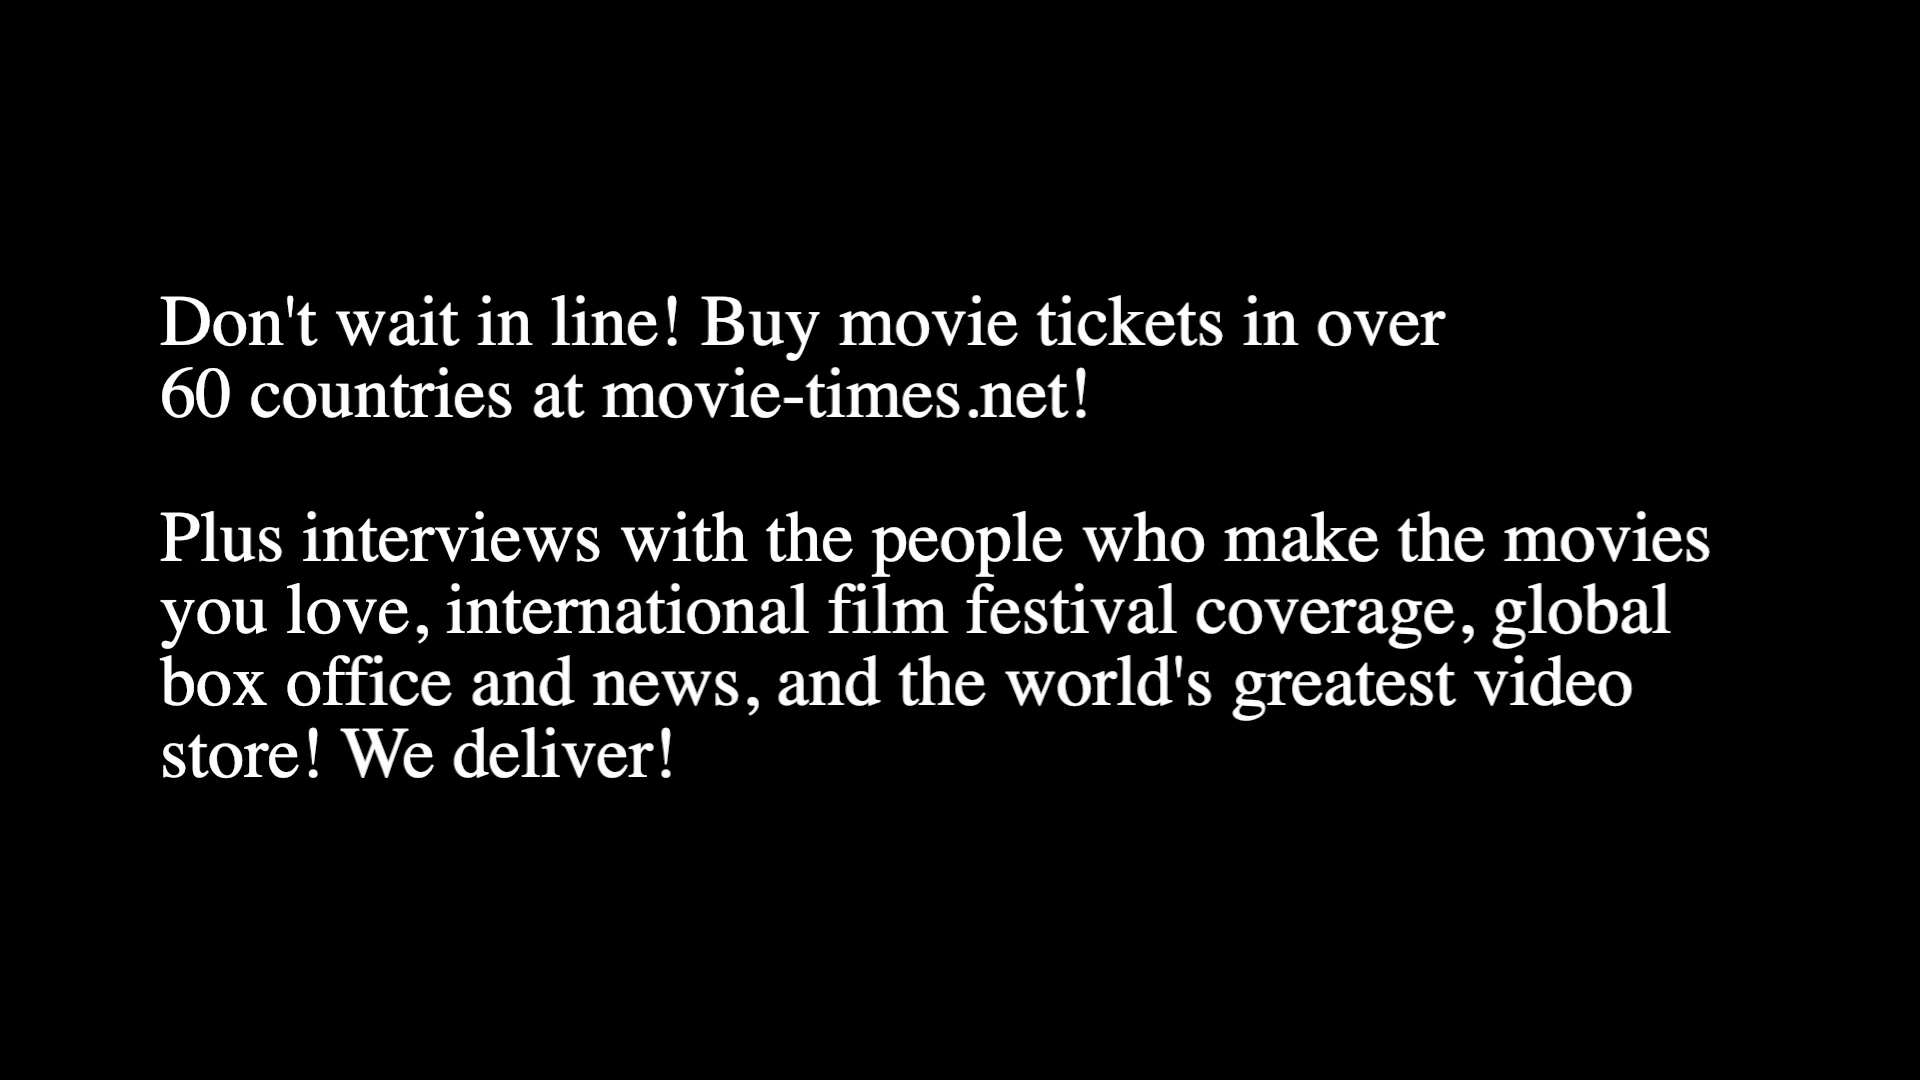 Don't wait in line! Buy movie tickets in over
60 countries at movie-times.net!
Plus interviews with the people who make the movies
you love, international film festival coverage, global
box office and news, and the world's greatest video
store! We deliver!